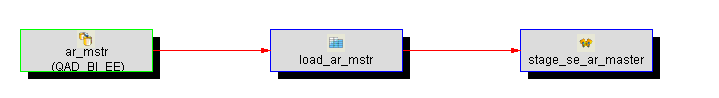 ar_mstr
(QAD_BI_EE)
load_ar_mstr
stage_se_ar_master